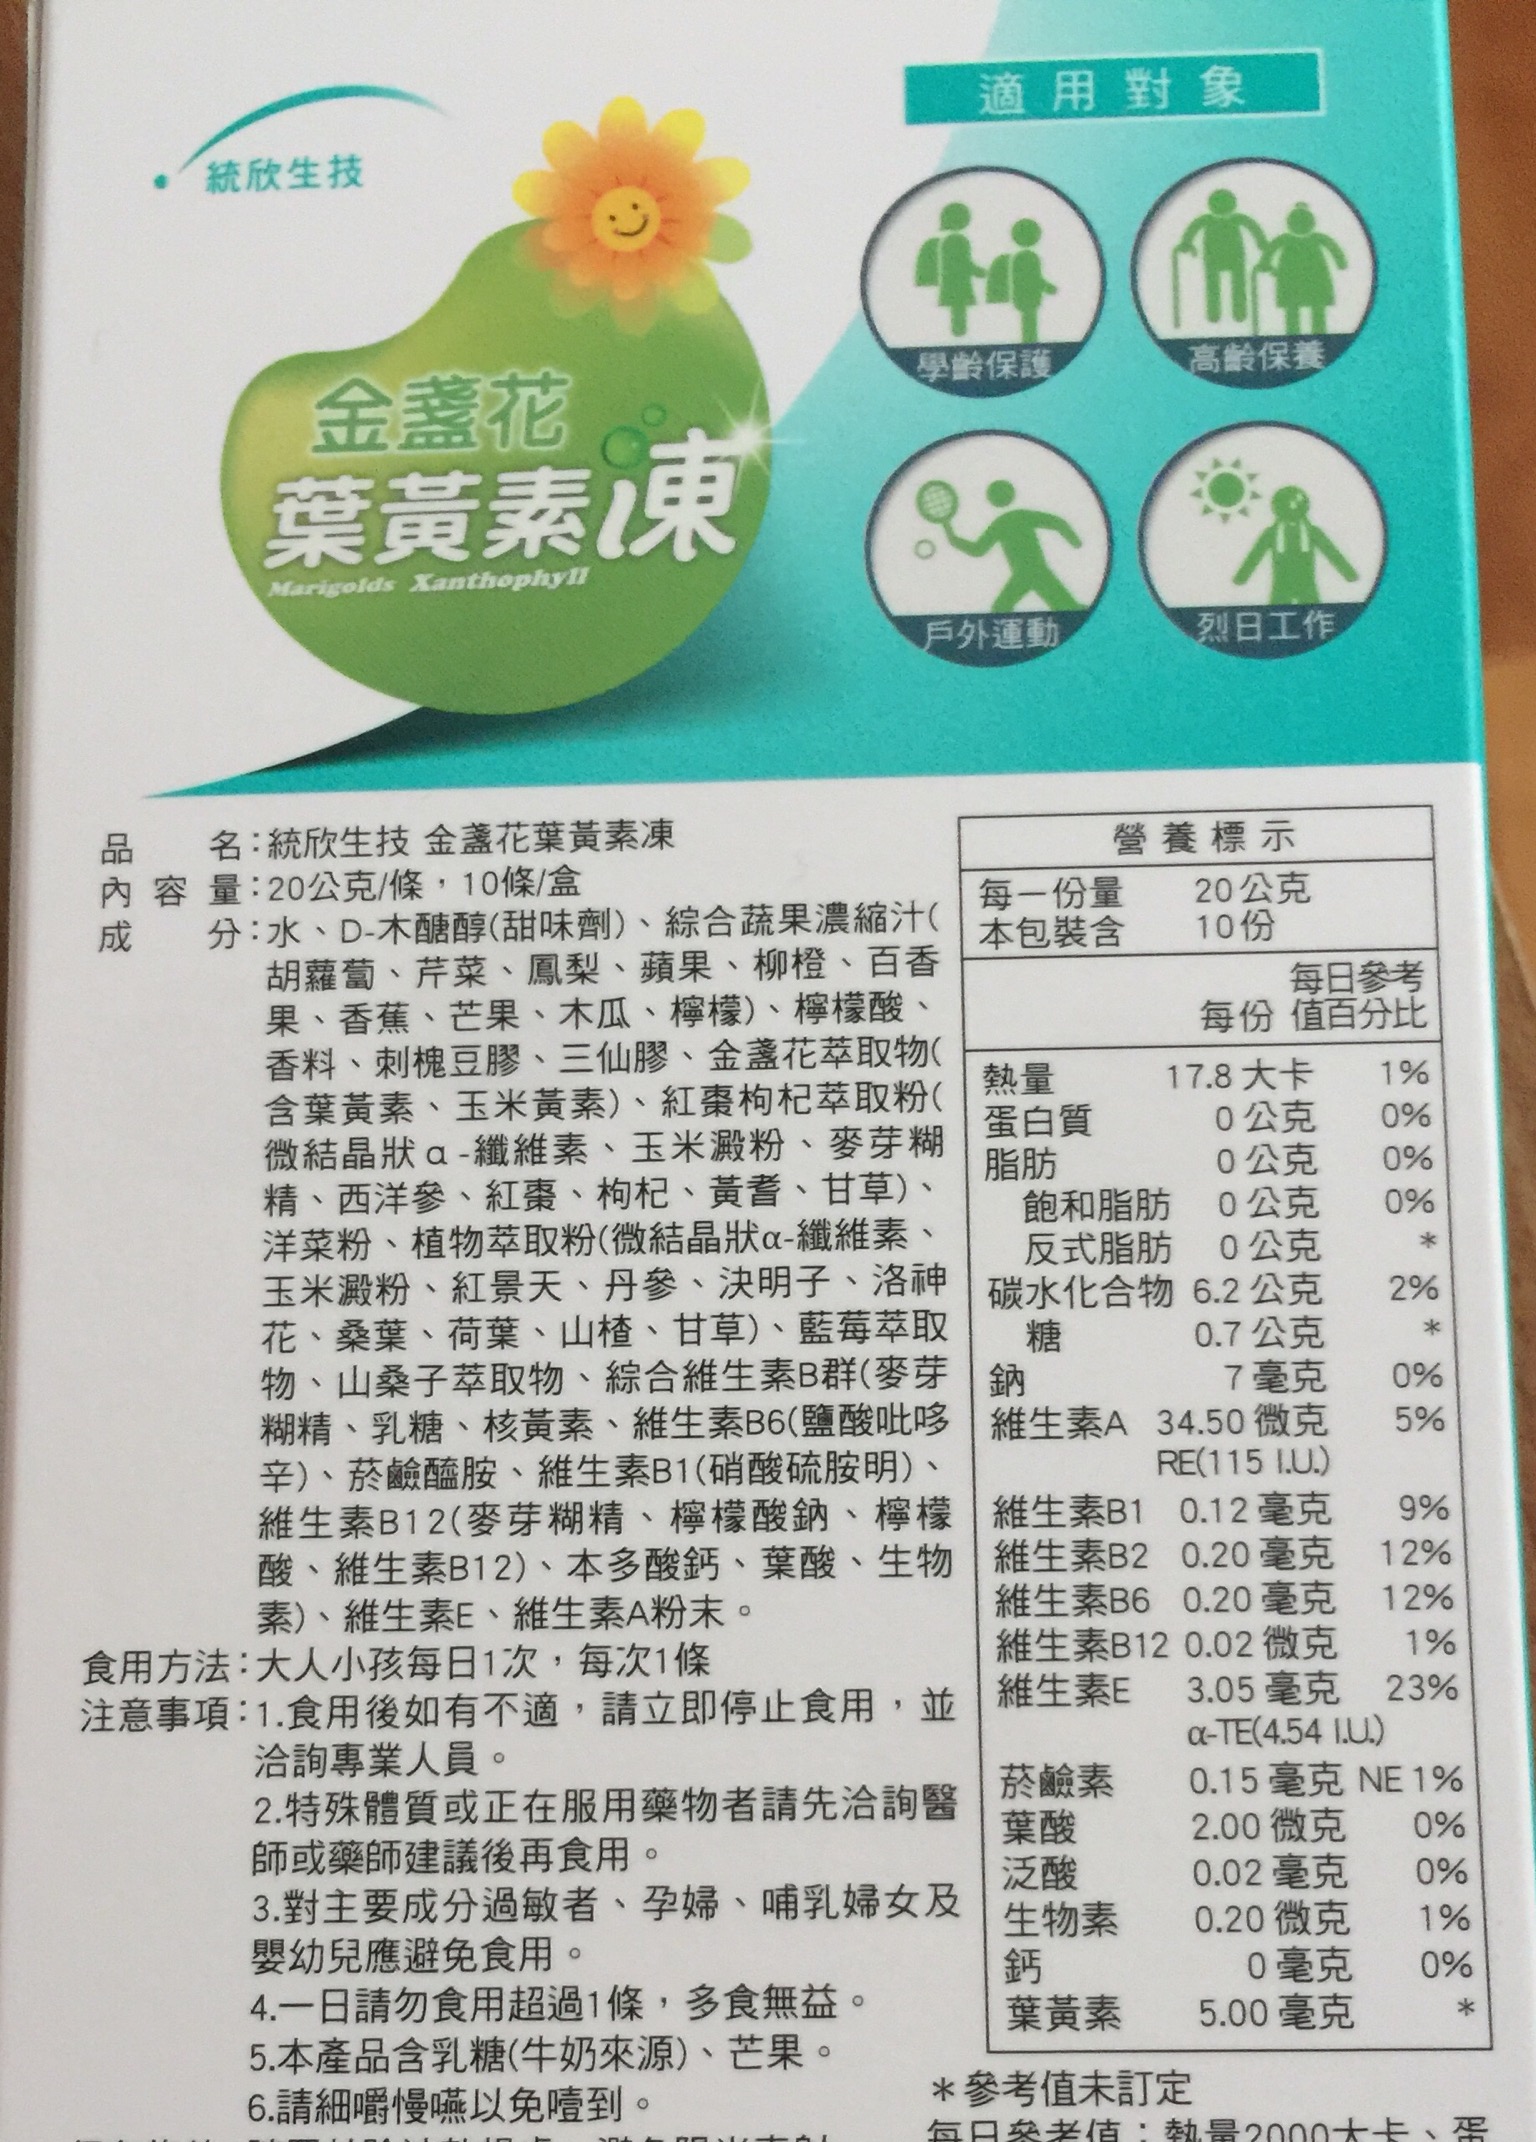 統欣生技
金盞花
葉黃素凍
Marigolds Xanthophyll
適用對象
學齡保護
高齡保養
戶外運動
烈日工作
品名：統欣生技 金盞花葉黃素凍
內容量：20公克/條，10條/盒
成分：水、D-木醣醇(甜味劑)、綜合蔬果濃縮汁(
胡蘿蔔、芹菜、鳳梨、蘋果、柳橙、百香
果、香蕉、芒果、木瓜、檸檬)、檸檬酸、
香料、刺槐豆膠、三仙膠、金盞花萃取物(
含葉黃素、玉米黃素)、紅棗枸杞萃取粉(
微結晶狀α-纖維素、玉米澱粉、麥芽糊
精、西洋參、紅棗、枸杞、黃耆、甘草)、
洋菜粉、植物萃取粉(微結晶狀α-纖維素、
玉米澱粉、紅景天、丹參、決明子、洛神
花、桑葉、荷葉、山楂、甘草)、藍莓萃取
物、山桑子萃取物、綜合維生素B群(麥芽
糊精、乳糖、核黃素、維生素B6(鹽酸吡哆
辛)、菸鹼醯胺、維生素B1(硝酸硫胺明)、
維生素B12(麥芽糊精、檸檬酸鈉、檸檬
酸、維生素B12)、本多酸鈣、葉酸、生物
素)、維生素E、維生素A粉末。
食用方法：大人小孩每日1次，每次1條
注意事項：1.食用後如有不適，請立即停止食用，並
洽詢專業人員。
2.特殊體質或正在服用藥物者請先洽詢醫
師或藥師建議後再食用。
3.對主要成分過敏者、孕婦、哺乳婦女及
嬰幼兒應避免食用。
4.一日請勿食用超過1條，多食無益。
5.本產品含乳糖(牛奶來源)、芒果。
6.請細嚼慢嚥以免噎到。
營養標示
每一份量 20公克
本包裝含 10份
每日參考
每份 值百分比
熱量 17.8 大卡 1%
蛋白質 0 公克 0%
脂肪 0 公克 0%
飽和脂肪 0 公克 0%
反式脂肪 0 公克 *
碳水化合物 6.2 公克 2%
糖 0.7 公克 *
鈉 7 毫克 0%
維生素A 34.50 微克 5%
RE(115 I.U.)
維生素B1 0.12 毫克 9%
維生素B2 0.20 毫克 12%
維生素B6 0.20 毫克 12%
維生素B12 0.02 微克 1%
維生素E 3.05 毫克 23%
α-TE(4.54 I.U.)
菸鹼素 0.15 毫克 NE 1%
葉酸 2.00 微克 0%
泛酸 0.02 毫克 0%
生物素 0.20 微克 1%
鈣 0 毫克 0%
葉黃素 5.00 毫克 *
*參考值未訂定
每日參考值：熱量2000大卡、蛋